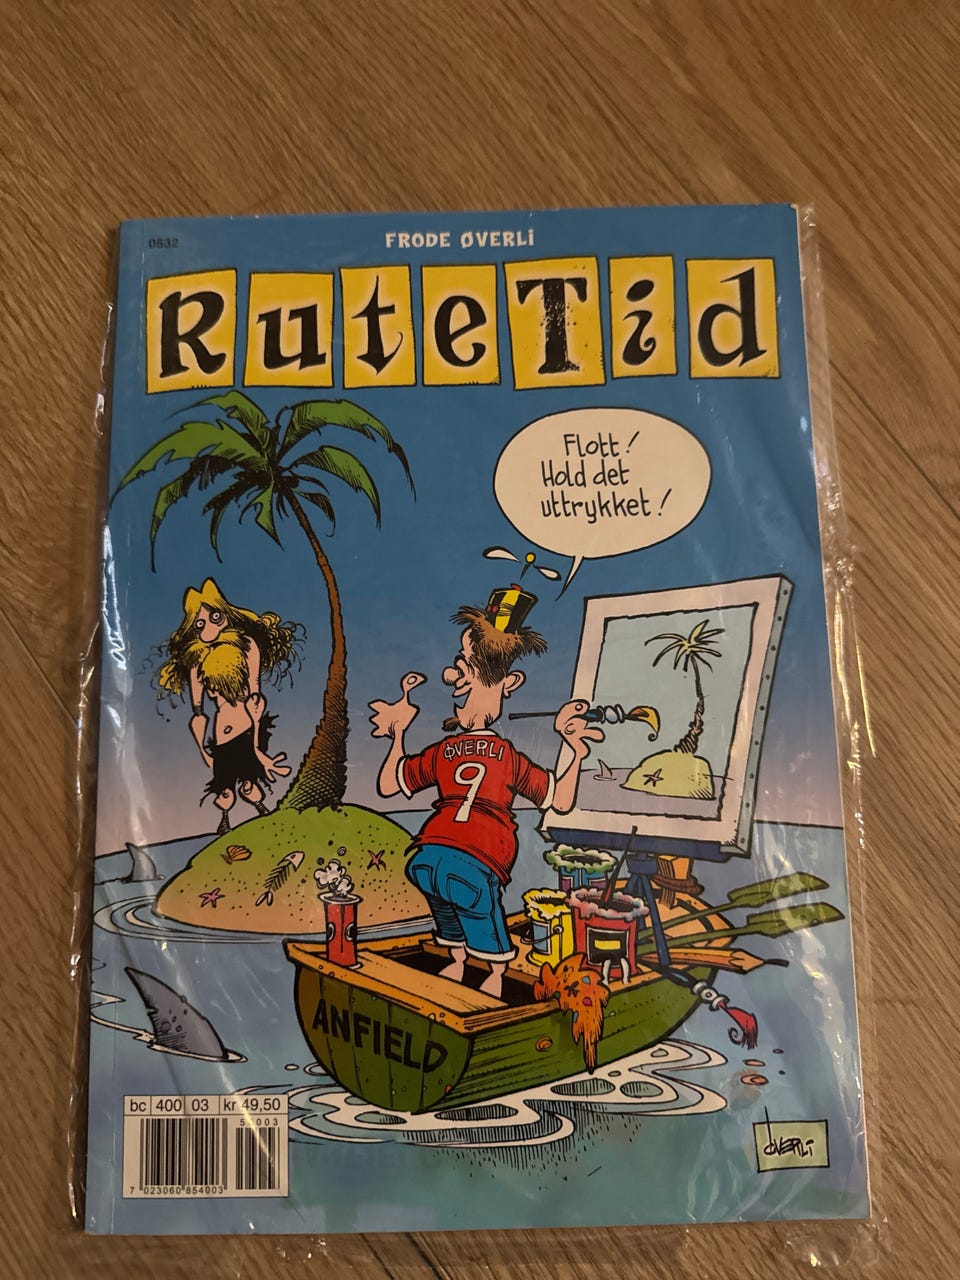 0532
FRODE ØVERLI
RuteTid
Flott!
Hold det
uttrykket!
ØVERLI
9
ANFIELD
bc 400 03 kr 49,50
7 023060 854003
ØVERLI